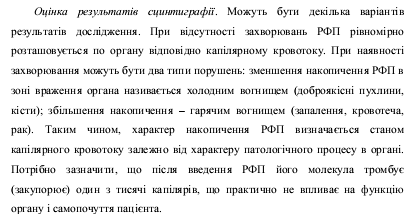 Оцінка результатів сцинтиграфії. Можуть бути декілька варіантів
результатів дослідження. При відсутності захворювань РФП рівномірно
розташовується по органу відповідно капілярному кровотоку. При наявності
захворювання можуть бути два типи порушень: зменшення накопичення РФП в
зоні враження органа називається холодним вогнищем (доброякісні пухлини,
кісти); збільшення накопичення – гарячим вогнищем (запалення, кровотеча,
рак). Таким чином, характер накопичення РФП визначається станом
капілярного кровотоку залежно від характеру патологічного процесу в органі.
Потрібно зазначити, що після введення РФП його молекула тромбує
(закупорює) один з тисячі капілярів, що практично не впливає на функцію
органу і самопочуття пацієнта.